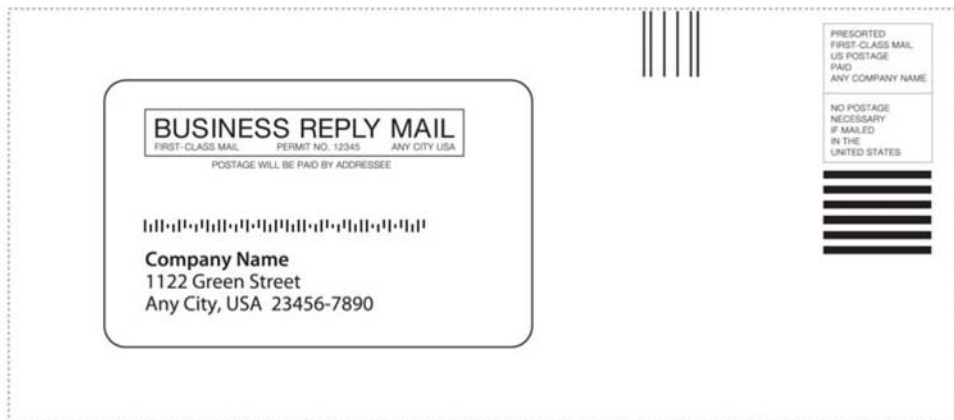 PRESORTED
FIRST-CLASS MAIL
US POSTAGE
PAID
ANY COMPANY NAME
NO POSTAGE
NECESSARY
IF MAILED
IN THE
UNITED STATES
BUSINESS REPLY MAIL
FIRST-CLASS MAIL PERMIT NO. 12345 ANY CITY USA
POSTAGE WILL BE PAID BY ADDRESSEE
Company Name
1122 Green Street
Any City, USA 23456-7890